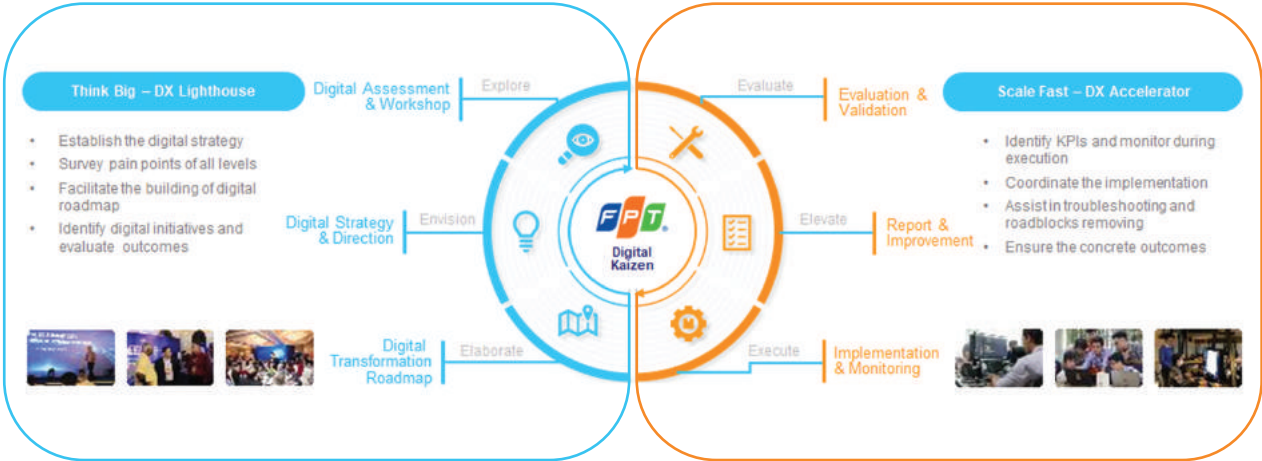 Think Big – DX Lighthouse
• Establish the digital strategy
• Survey pain points of all levels
• Facilitate the building of digital
roadmap
• Identify digital initiatives and
evaluate outcomes
Digital Assessment
& Workshop
Explore
Digital Strategy
& Direction
Envision
Digital
Transformation
Roadmap
Elaborate
FPT
Digital
Kaizen
Evaluate
Evaluation &
Validation
Elevate
Report &
Improvement
Execute
Implementation
& Monitoring
Scale Fast – DX Accelerator
• Identify KPIs and monitor during
execution
• Coordinate the implementation
• Assist in troubleshooting and
roadblocks removing
• Ensure the concrete outcomes